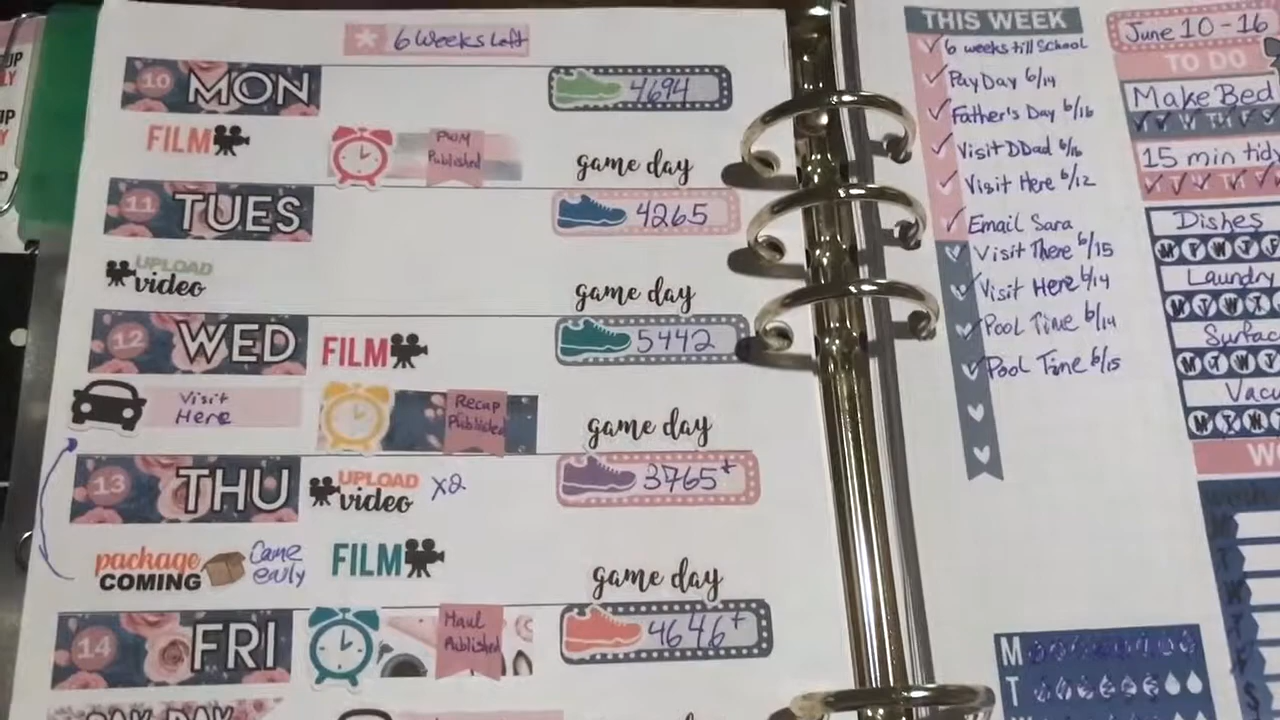 6 Weeks Left
10 MON
4694
FILM
PWM
Published
game day
11 TUES
4265
UPLOAD
video
game day
12 WED
FILM
5442
Visit
Here
Recap
Published
game day
13 THU
UPLOAD
video
x2
3765+
package
COMING
Came
early
FILM
game day
14 FRI
Haul
Published
4646+
THIS WEEK
6 weeks till School
Pay Day 6/14
Father's Day 6/16
Visit DDad 6/16
Visit Here 6/12
Email Sara
Visit There 6/15
Visit Here 6/14
Pool Time 6/14
Pool Time 6/15
June 10-16
TO DO
Make Bed
15 min tidy
Dishes
Laundry
Surfac
Vacu
M
T